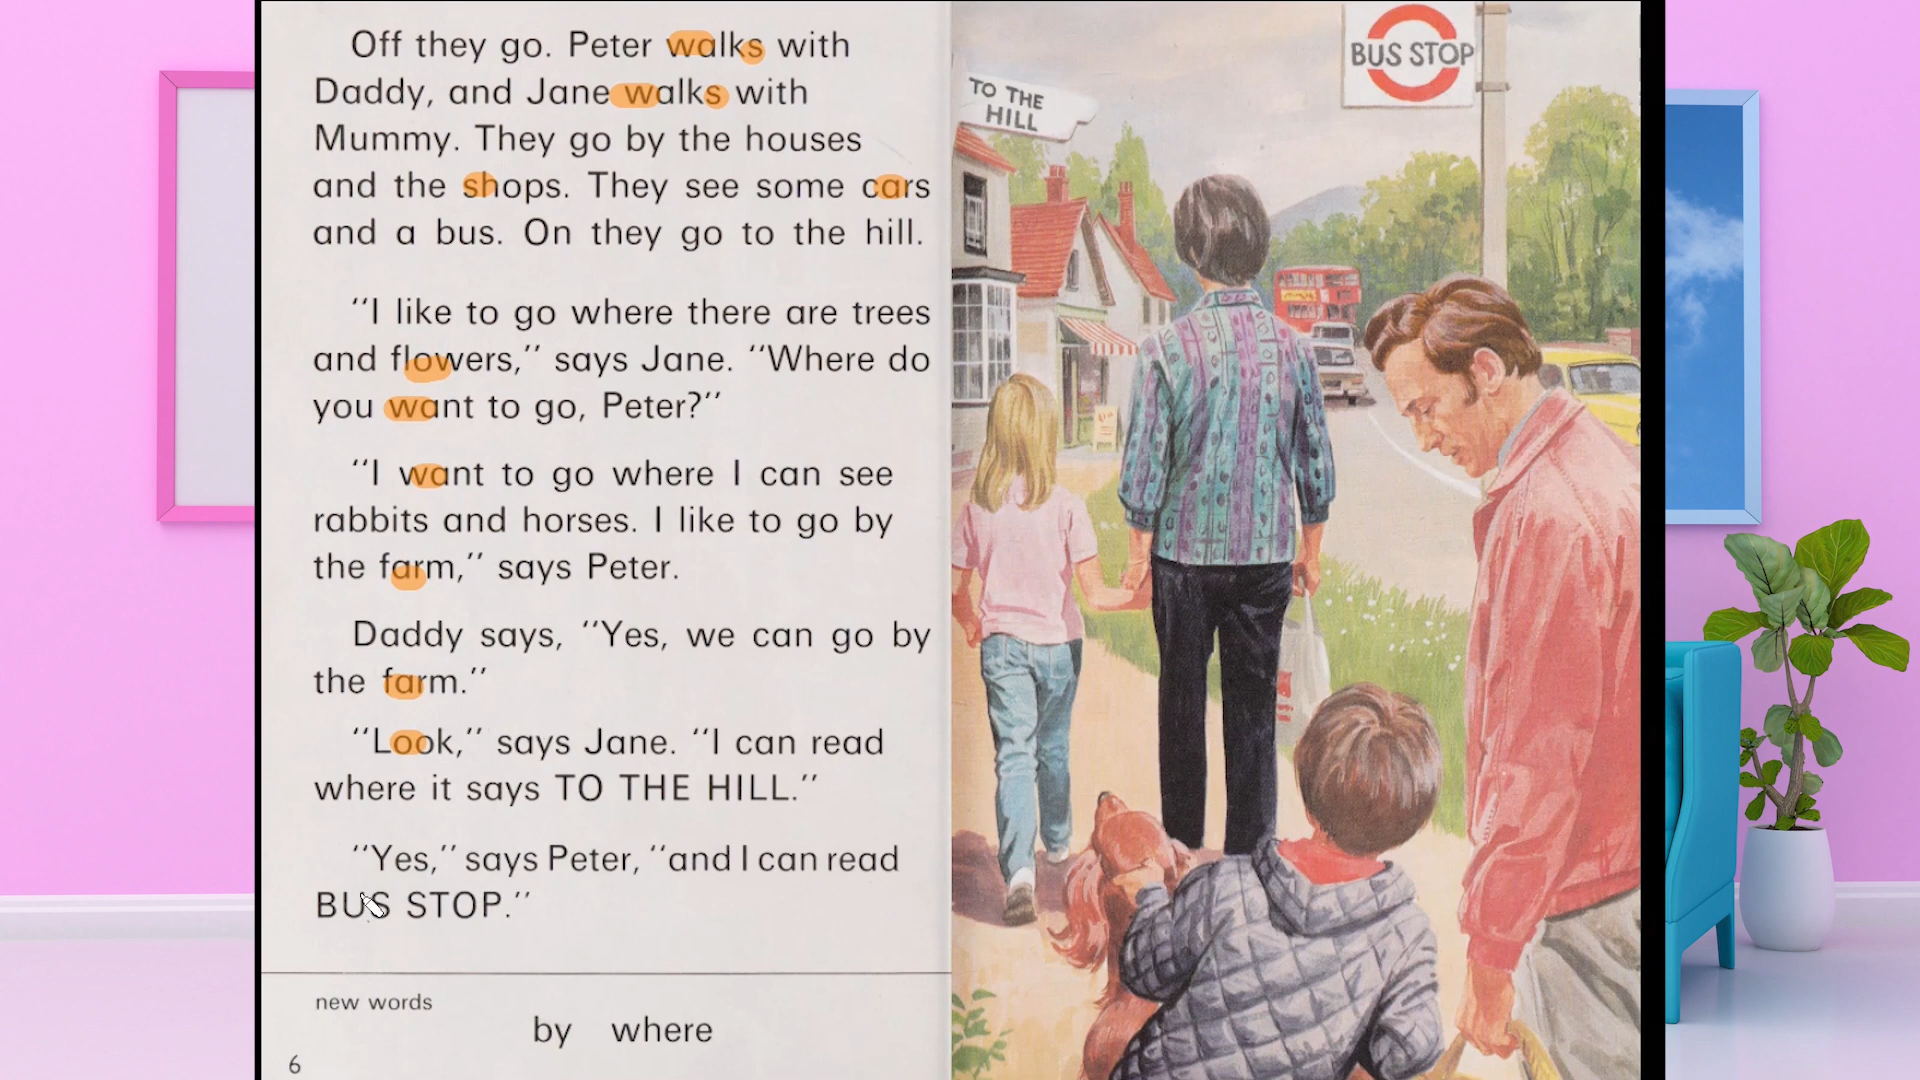 Off they go. Peter walks with
Daddy, and Jane walks with
Mummy. They go by the houses
and the shops. They see some cars
and a bus. On they go to the hill.
"I like to go where there are trees
and flowers," says Jane. "Where do
you want to go, Peter?"
"I want to go where I can see
rabbits and horses. I like to go by
the farm," says Peter.
Daddy says, "Yes, we can go by
the farm."
"Look," says Jane. "I can read
where it says TO THE HILL."
"Yes," says Peter, "and I can read
BUS STOP."
new words
by where
6
TO THE
HILL
BUS STOP